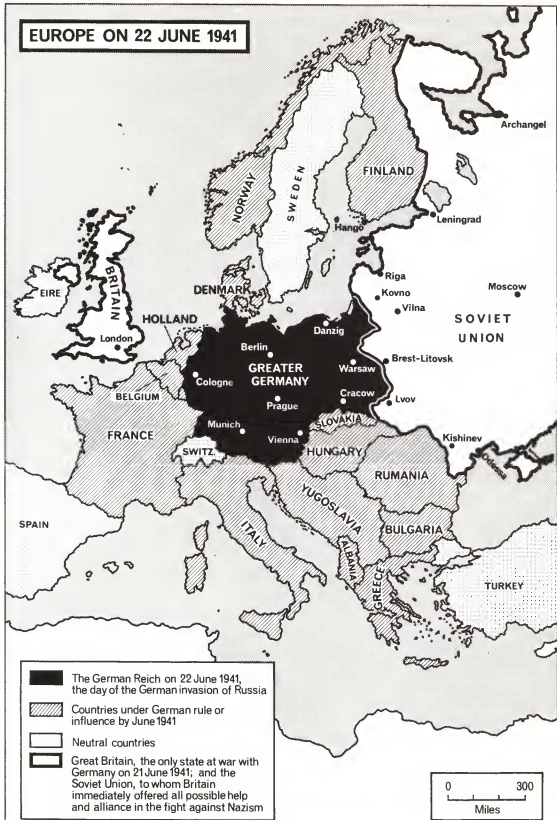 EUROPE ON 22 JUNE 1941
Archangel
FINLAND
NORWAY
SWEDEN
Hango
Leningrad
EIRE
BRITAIN
London
DENMARK
HOLLAND
Riga
Kovno
Vilna
Moscow
SOVIET
UNION
Danzig
Berlin
GREATER
GERMANY
Warsaw
Brest-Litovsk
Cologne
BELGIUM
Prague
Cracow
Lvov
Munich
Vienna
SLOVAKIA
FRANCE
SWITZ.
HUNGARY
Kishinev
Odessa
RUMANIA
YUGOSLAVIA
SPAIN
ITALY
BULGARIA
ALBANIA
GREECE
TURKEY
The German Reich on 22 June 1941,
the day of the German invasion of Russia
Countries under German rule or
influence by June 1941
Neutral countries
Great Britain, the only state at war with
Germany on 21 June 1941; and the
Soviet Union, to whom Britain
immediately offered all possible help
and alliance in the fight against Nazism
0 300
Miles